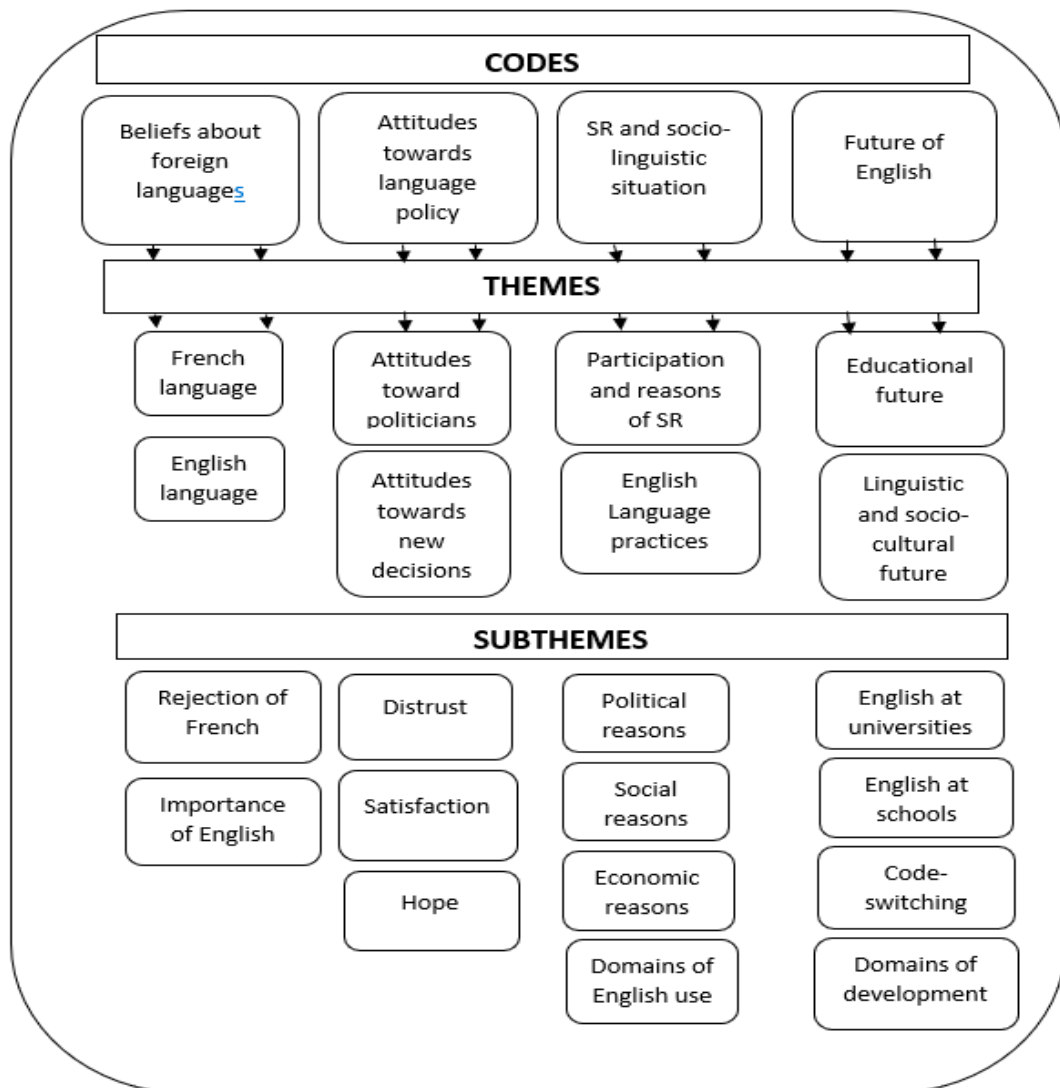 CODES
Beliefs about
foreign
languages
Attitudes
towards
language
policy
SR and socio-
linguistic
situation
Future of
English
THEMES
French
language
English
language
Attitudes
toward
politicians
Attitudes
towards
new
decisions
Participation
and reasons
of SR
English
Language
practices
Educational
future
Linguistic
and socio-
cultural
future
SUBTHEMES
Rejection of
French
Importance
of English
Distrust
Satisfaction
Hope
Political
reasons
Social
reasons
Economic
reasons
Domains of
English use
English at
universities
English at
schools
Code-
switching
Domains of
development